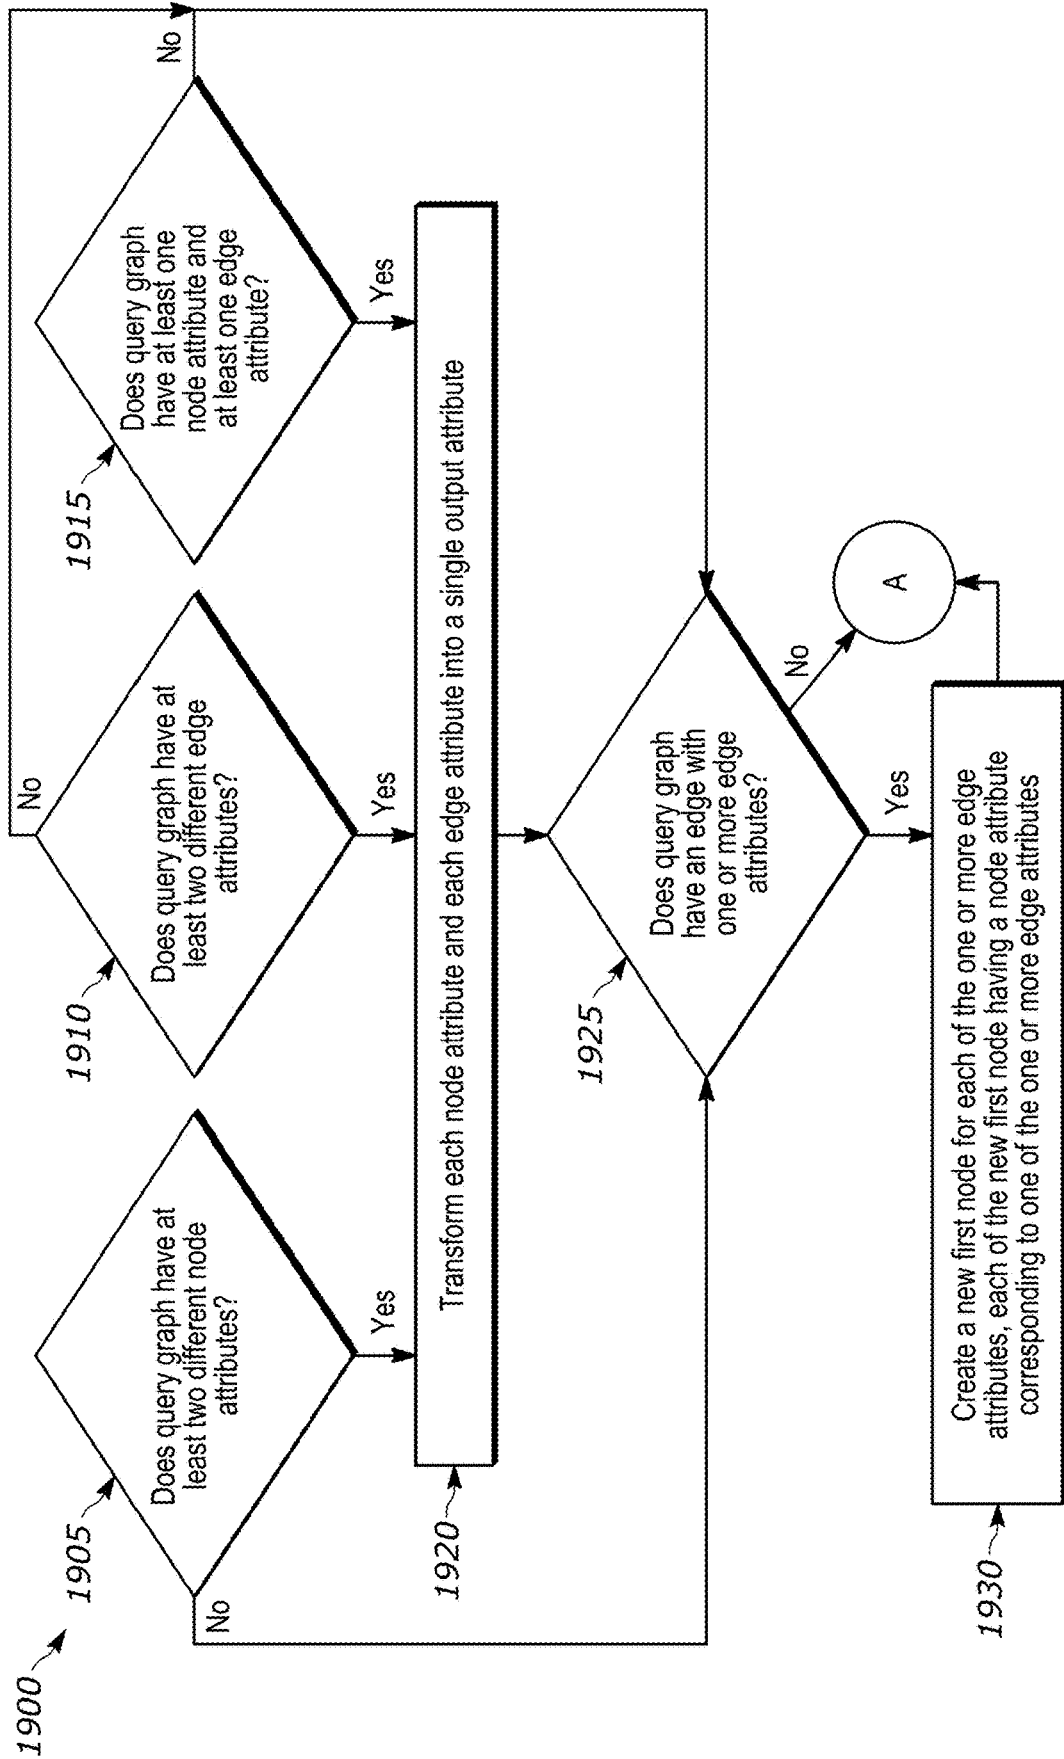 1900
1905
Does query graph have at
least two different node
attributes?
No
Yes
1910
Does query graph have at
least two different edge
attributes?
No
Yes
1915
Does query graph
have at least one
node attribute and
at least one edge
attribute?
No
Yes
1920
Transform each node attribute and each edge attribute into a single output attribute
1925
Does query graph
have an edge with
one or more edge
attributes?
No
Yes
A
1930
Create a new first node for each of the one or more edge
attributes, each of the new first node having a node attribute
corresponding to one of the one or more edge attributes